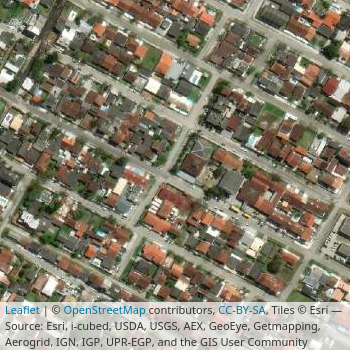 Leaflet | © OpenStreetMap contributors, CC-BY-SA, Tiles © Esri —
Source: Esri, i-cubed, USDA, USGS, AEX, GeoEye, Getmapping,
Aerogrid, IGN, IGP, UPR-EGP, and the GIS User Community